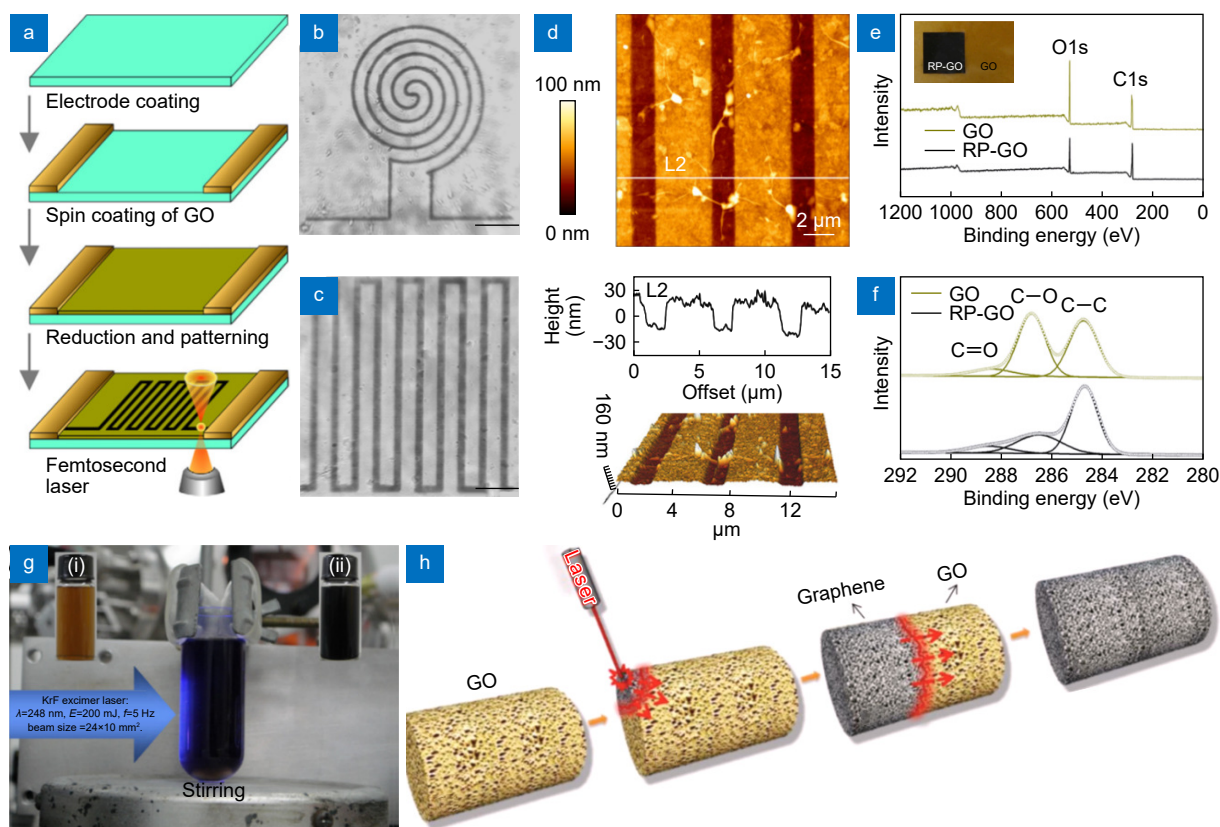 a
Electrode coating
Spin coating of GO
Reduction and patterning
Femtosecond
laser
b
c
d
100 nm
0 nm
L2
2 μm
L2
Height
(nm)
30
0
−30
0
5
10
15
Offset (μm)
160 nm
0
4
8
12
μm
e
RP-GO
GO
O1s
C1s
GO
RP-GO
Intensity
1200
1000
800
600
400
200
0
Binding energy (eV)
f
GO
RP-GO
C−O
C−C
C=O
Intensity
292
290
288
286
284
282
280
Binding energy (eV)
g
(i)
(ii)
KrF excimer laser:
λ=248 nm, E=200 mJ, f=5 Hz
beam size =24×10 mm².
Stirring
h
GO
Laser
Graphene
GO